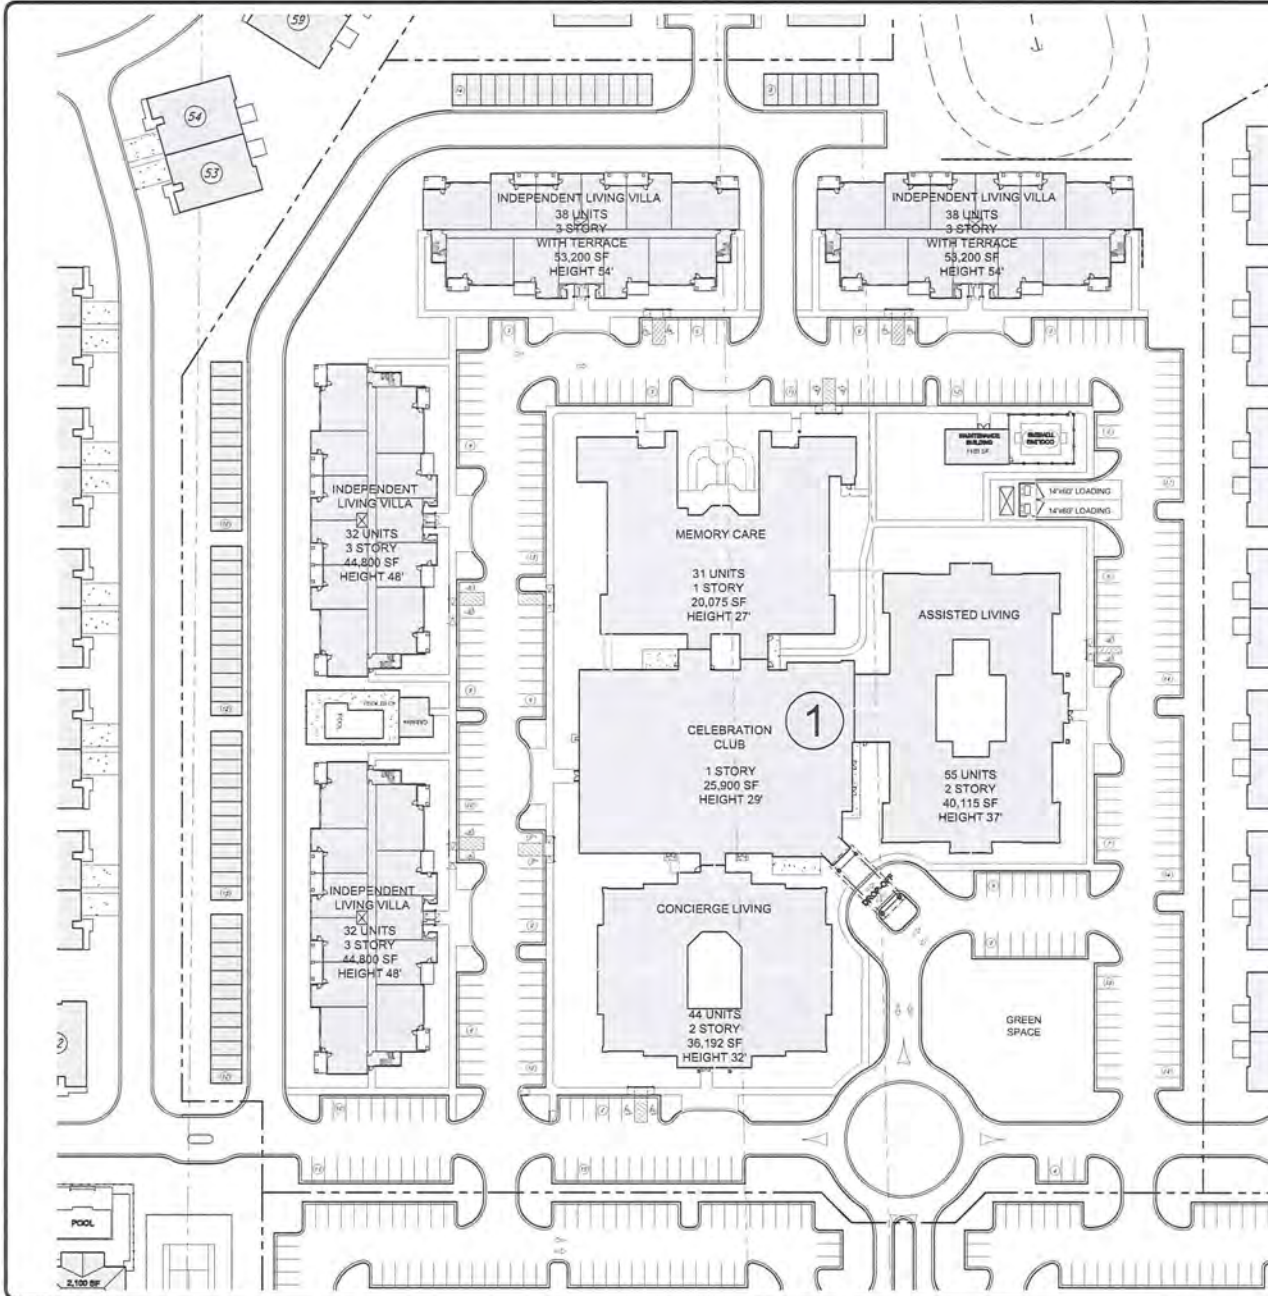 59
54
53
INDEPENDENT LIVING VILLA
38 UNITS
3 STORY
WITH TERRACE
53,200 SF
HEIGHT 54'
INDEPENDENT LIVING VILLA
38 UNITS
3 STORY
WITH TERRACE
53,200 SF
HEIGHT 54'
MAINTENANCE
BUILDING
COOLING
TOWERS
14'x60' LOADING
14'x60' LOADING
INDEPENDENT
LIVING VILLA
32 UNITS
3 STORY
44,800 SF
HEIGHT 48'
MEMORY CARE
31 UNITS
1 STORY
20,075 SF
HEIGHT 27'
ASSISTED LIVING
55 UNITS
2 STORY
40,115 SF
HEIGHT 37'
POOL
CABANA
CELEBRATION
CLUB
1 STORY
25,900 SF
HEIGHT 29'
1
INDEPENDENT
LIVING VILLA
32 UNITS
3 STORY
44,800 SF
HEIGHT 48'
DROP-OFF
CONCIERGE LIVING
44 UNITS
2 STORY
36,192 SF
HEIGHT 32'
GREEN
SPACE
2
POOL
2,100 SF